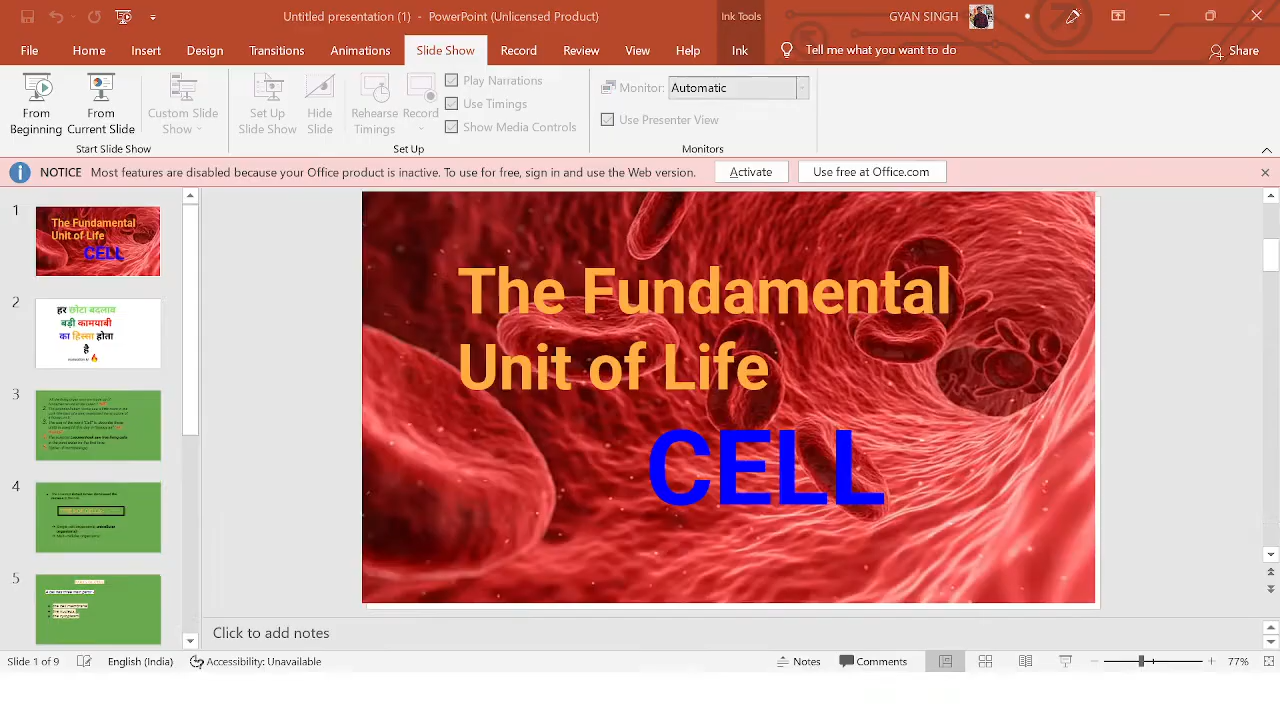 Untitled presentation (1) - PowerPoint (Unlicensed Product)
Ink Tools
GYAN SINGH
File Home Insert Design Transitions Animations Slide Show Record Review View Help Ink Tell me what you want to do Share
From Beginning
From Current Slide
Custom Slide Show
Set Up Slide Show
Hide Slide
Rehearse Timings
Record
Play Narrations
Use Timings
Show Media Controls
Monitor: Automatic
Use Presenter View
Start Slide Show
Set Up
Monitors
NOTICE Most features are disabled because your Office product is inactive. To use for free, sign in and use the Web version. Activate Use free at Office.com
1
The Fundamental
Unit of Life
CELL
2
हर छोटा बदलाव
बड़ी कामयाबी
का हिस्सा होता
है
3
4
5
The Fundamental
Unit of Life
CELL
Click to add notes
Slide 1 of 9 English (India) Accessibility: Unavailable Notes Comments 77%